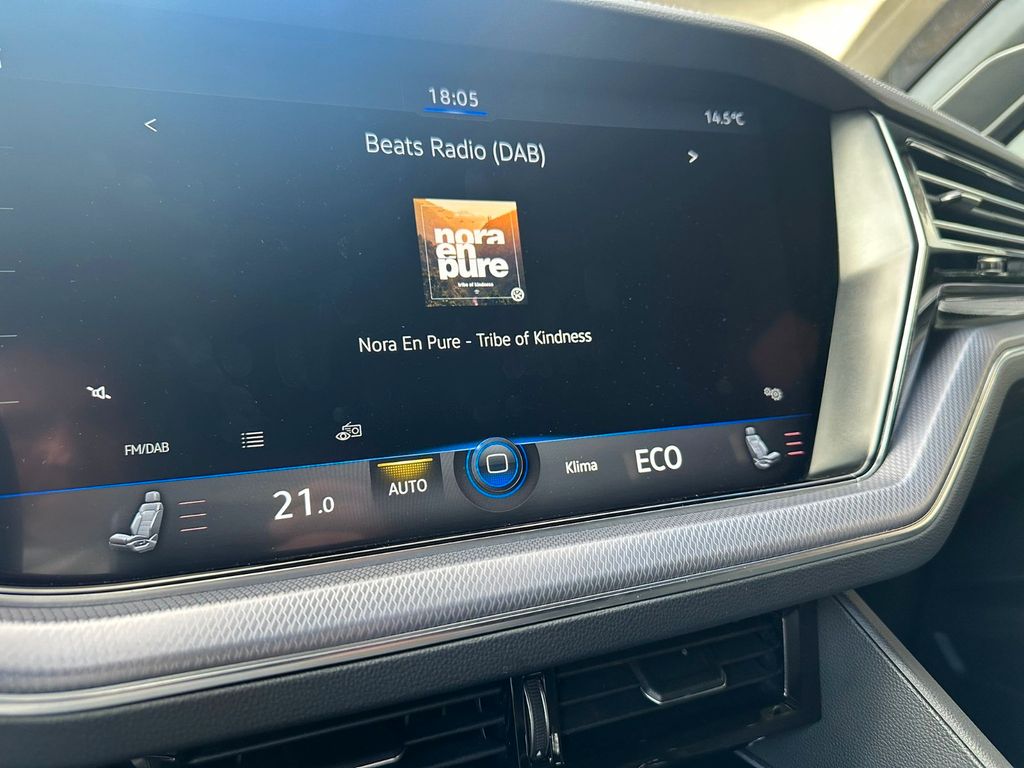 18:05
14.5°C
<
Beats Radio (DAB)
>
nora
en
pure
tribe of kindness
Nora En Pure - Tribe of Kindness
FM/DAB
21.0
AUTO
Klima
ECO